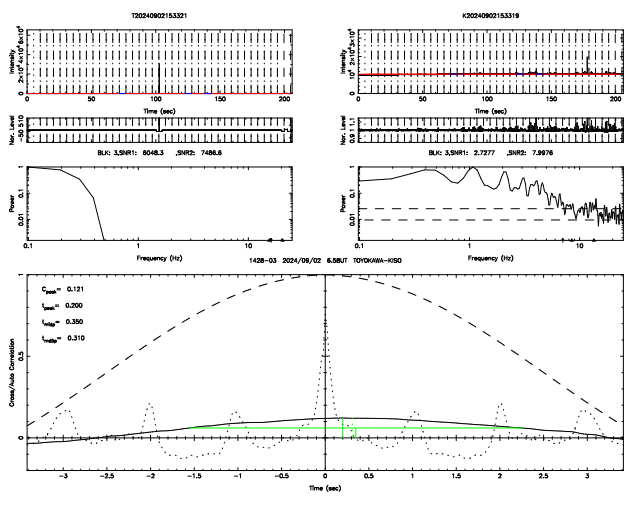 T20240902153321
K20240902153319
Intensity
0 2×10⁴ 4×10⁴ 6×10⁴
0 50 100 150 200
Time (sec)
Intensity
10⁴ 2×10⁴ 3×10⁴
0 50 100 150 200
Time (sec)
Nor. Level
-50 5 10
Nor. Level
0.9 1 1.1
BLK: 3,SNR1: 6048.3 ,SNR2: 7486.6
BLK: 3,SNR1: 2.7277 ,SNR2: 7.9976
Power
1 0.1 0.01
0.1 1 10
Frequency (Hz)
Power
1 0.1 0.01
0.1 1 10
Frequency (Hz)
1428-03 2024/09/02 6.58UT TOYOKAWA-KISO
Cross/Auto Correlation
1
0.5
0
Cpeak= 0.121
tpeak= 0.200
0.350
0.310
-3 -2.5 -2 -1.5 -1 -0.5 0 0.5 1 1.5 2 2.5 3
Time (sec)